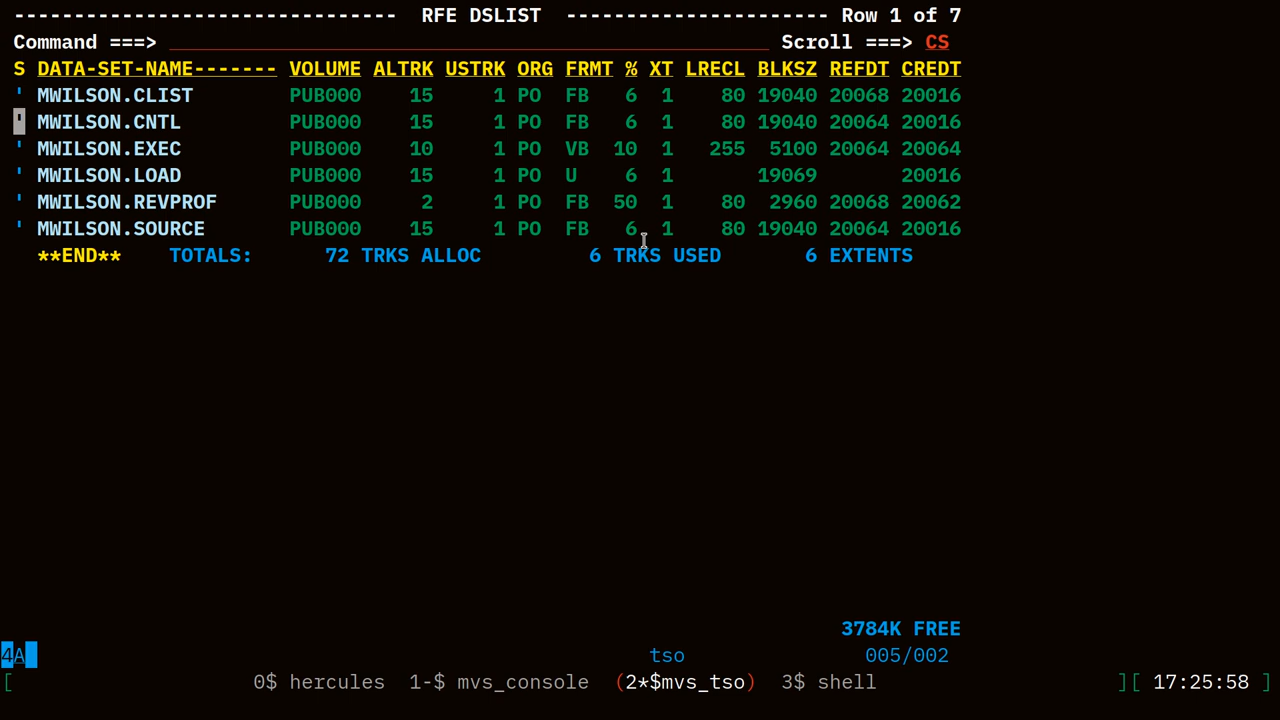 -------------------------------- RFE DSLIST ---------------------- Row 1 of 7
Command ===> __________________________________________________ Scroll ===> CS
S DATA-SET-NAME------- VOLUME ALTRK USTRK ORG FRMT % XT LRECL BLKSZ REFDT CREDT
' MWILSON.CLIST PUB000 15 1 PO FB 6 1 80 19040 20068 20016
' MWILSON.CNTL PUB000 15 1 PO FB 6 1 80 19040 20064 20016
' MWILSON.EXEC PUB000 10 1 PO VB 10 1 255 5100 20064 20064
' MWILSON.LOAD PUB000 15 1 PO U 6 1 19069 20016
' MWILSON.REVPROF PUB000 2 1 PO FB 50 1 80 2960 20068 20062
' MWILSON.SOURCE PUB000 15 1 PO FB 6 1 80 19040 20064 20016
**END** TOTALS: 72 TRKS ALLOC 6 TRKS USED 6 EXTENTS
3784K FREE
4A tso 005/002
[ 0$ hercules 1-$ mvs_console (2*$mvs_tso) 3$ shell ][ 17:25:58 ]